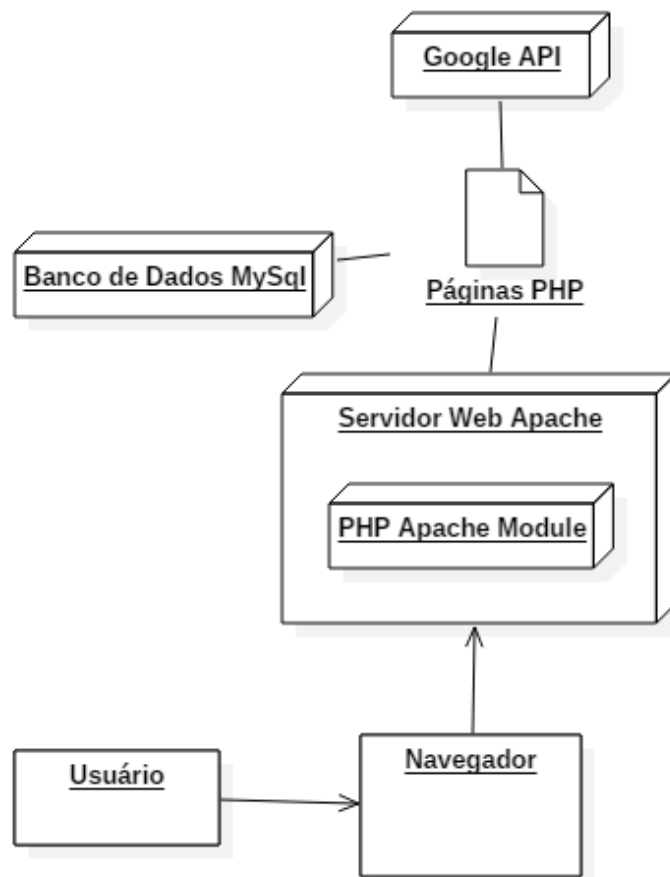 Google API
Banco de Dados MySql
Páginas PHP
Servidor Web Apache
PHP Apache Module
Usuário
Navegador